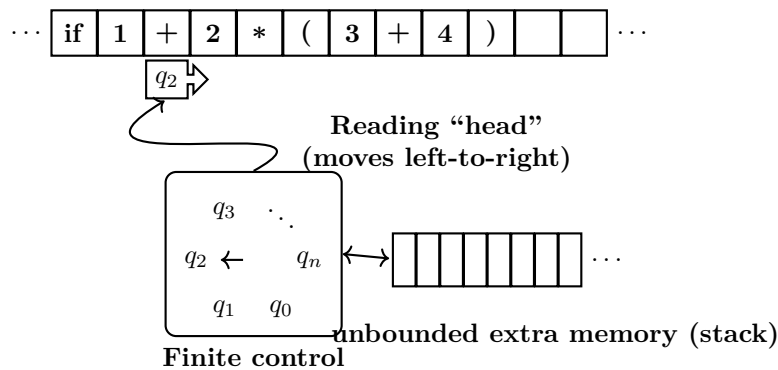 ··· if 1 + 2 * ( 3 + 4 ) ···
q₂
Reading “head”
(moves left-to-right)
q₃ ⋱
q₂ ← qₙ ···
q₁ q₀
unbounded extra memory (stack)
Finite control